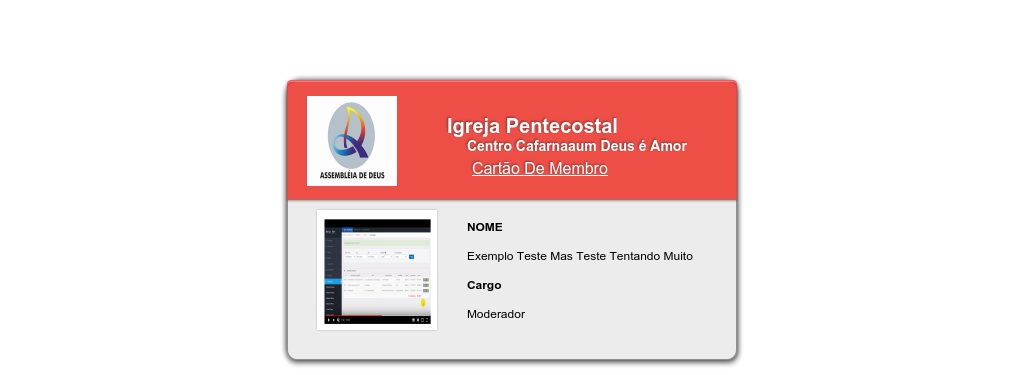 ASSEMBLÉIA DE DEUS
Igreja Pentecostal
Centro Cafarnaaum Deus é Amor
Cartão De Membro
NOME
Exemplo Teste Mas Teste Tentando Muito
Cargo
Moderador